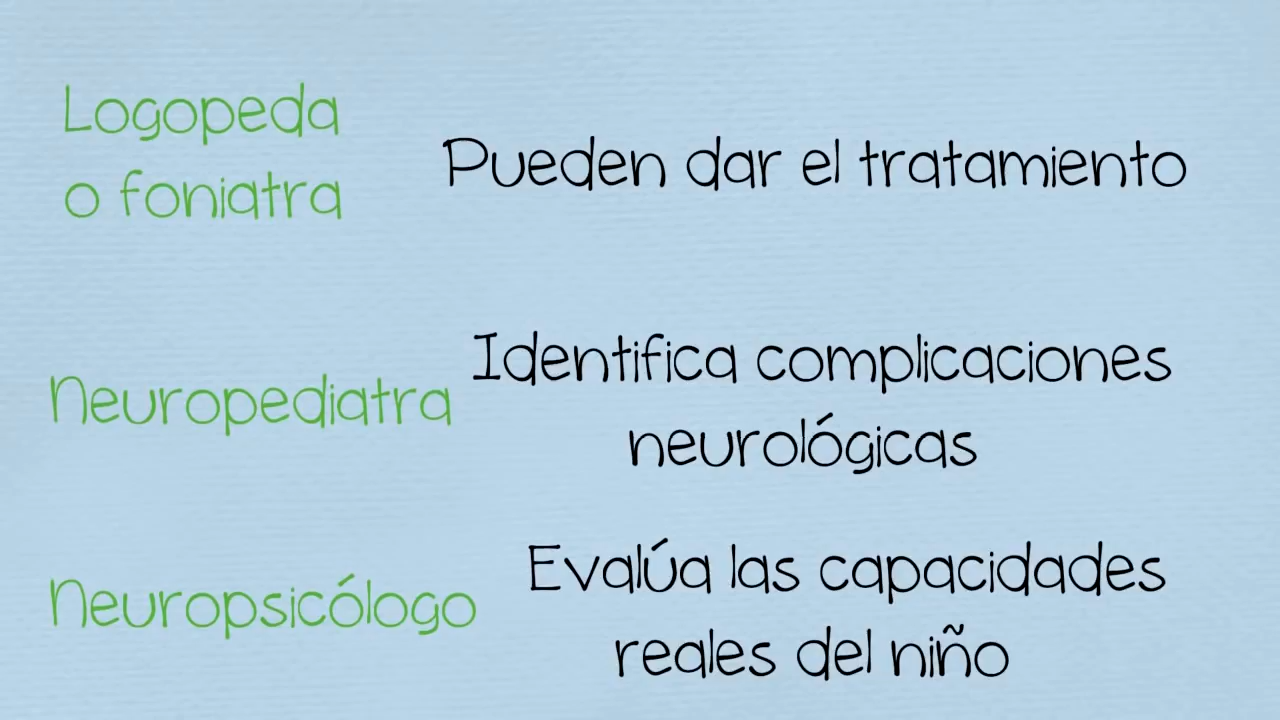 Logopeda
o foniatra
Pueden dar el tratamiento
Neuropediatra
Identifica complicaciones
neurológicas
Neuropsicólogo
Evalúa las capacidades
reales del niño